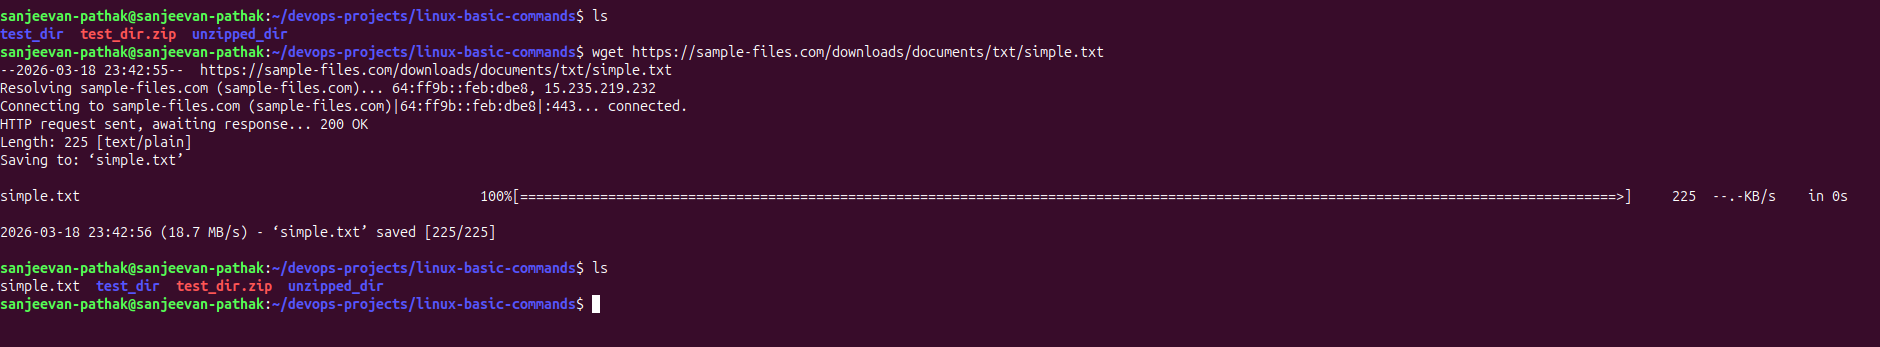 sanjeevan-pathak@sanjeevan-pathak:~/devops-projects/linux-basic-commands$ ls
test_dir  test_dir.zip  unzipped_dir
sanjeevan-pathak@sanjeevan-pathak:~/devops-projects/linux-basic-commands$ wget https://sample-files.com/downloads/documents/txt/simple.txt
--2026-03-18 23:42:55--  https://sample-files.com/downloads/documents/txt/simple.txt
Resolving sample-files.com (sample-files.com)... 64:ff9b::feb:dbe8, 15.235.219.232
Connecting to sample-files.com (sample-files.com)|64:ff9b::feb:dbe8|:443... connected.
HTTP request sent, awaiting response... 200 OK
Length: 225 [text/plain]
Saving to: ‘simple.txt’
simple.txt 100%[=========================================================================================================================================>] 225 --.-KB/s in 0s
2026-03-18 23:42:56 (18.7 MB/s) - ‘simple.txt’ saved [225/225]
sanjeevan-pathak@sanjeevan-pathak:~/devops-projects/linux-basic-commands$ ls
simple.txt  test_dir  test_dir.zip  unzipped_dir
sanjeevan-pathak@sanjeevan-pathak:~/devops-projects/linux-basic-commands$